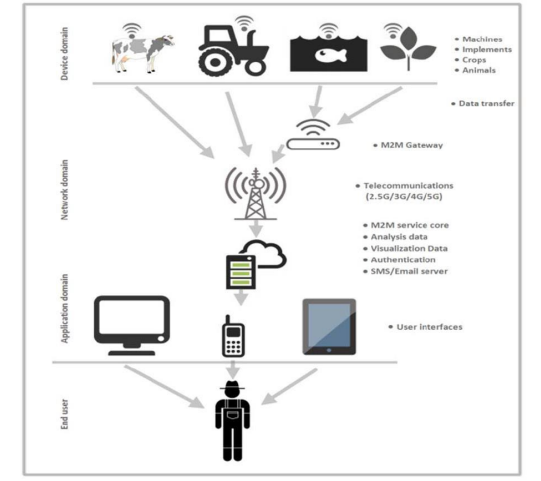 Device domain
• Machines
• Implements
• Crops
• Animals
• Data transfer
• M2M Gateway
Network domain
• Telecommunications
(2.5G/3G/4G/5G)
• M2M service core
• Analysis data
• Visualization Data
• Authentication
• SMS/Email server
Application domain
• User interfaces
End user